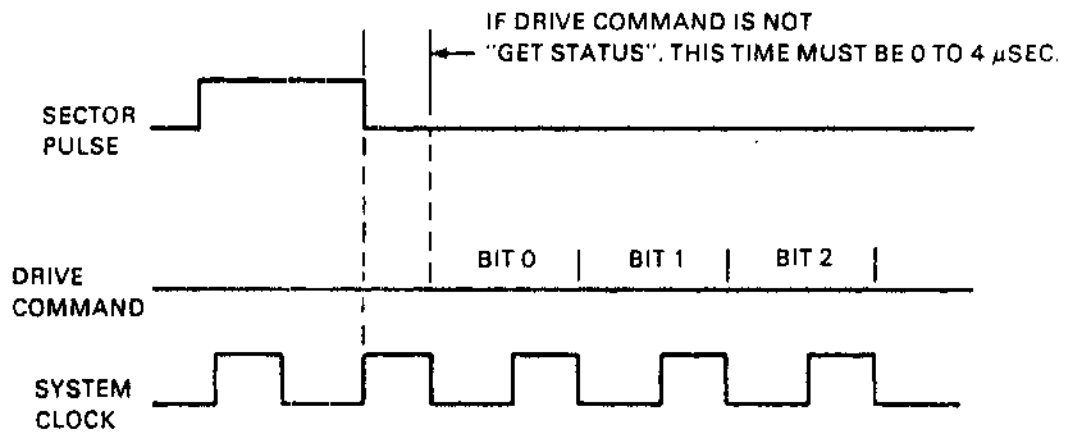 IF DRIVE COMMAND IS NOT
"GET STATUS". THIS TIME MUST BE 0 TO 4 μSEC.
SECTOR
PULSE
BIT 0
BIT 1
BIT 2
DRIVE
COMMAND
SYSTEM
CLOCK